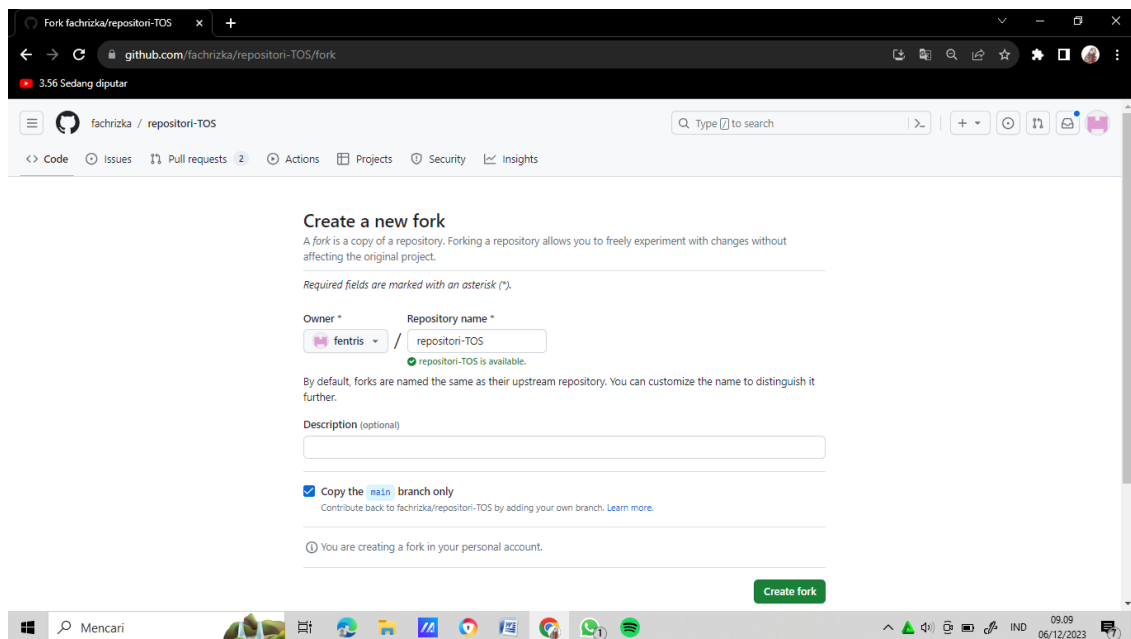 Fork fachrizka/repositori-TOS
github.com/fachrizka/repositori-TOS/fork
3.56 Sedang diputar
fachrizka / repositori-TOS
Type / to search
Code Issues Pull requests 2 Actions Projects Security Insights
Create a new fork
A fork is a copy of a repository. Forking a repository allows you to freely experiment with changes without
affecting the original project.
Required fields are marked with an asterisk (*).
Owner * Repository name *
fentris / repositori-TOS
repositori-TOS is available.
By default, forks are named the same as their upstream repository. You can customize the name to distinguish it
further.
Description (optional)
Copy the main branch only
Contribute back to fachrizka/repositori-TOS by adding your own branch. Learn more.
You are creating a fork in your personal account.
Create fork
Mencari
IND
09.09
06/12/2023